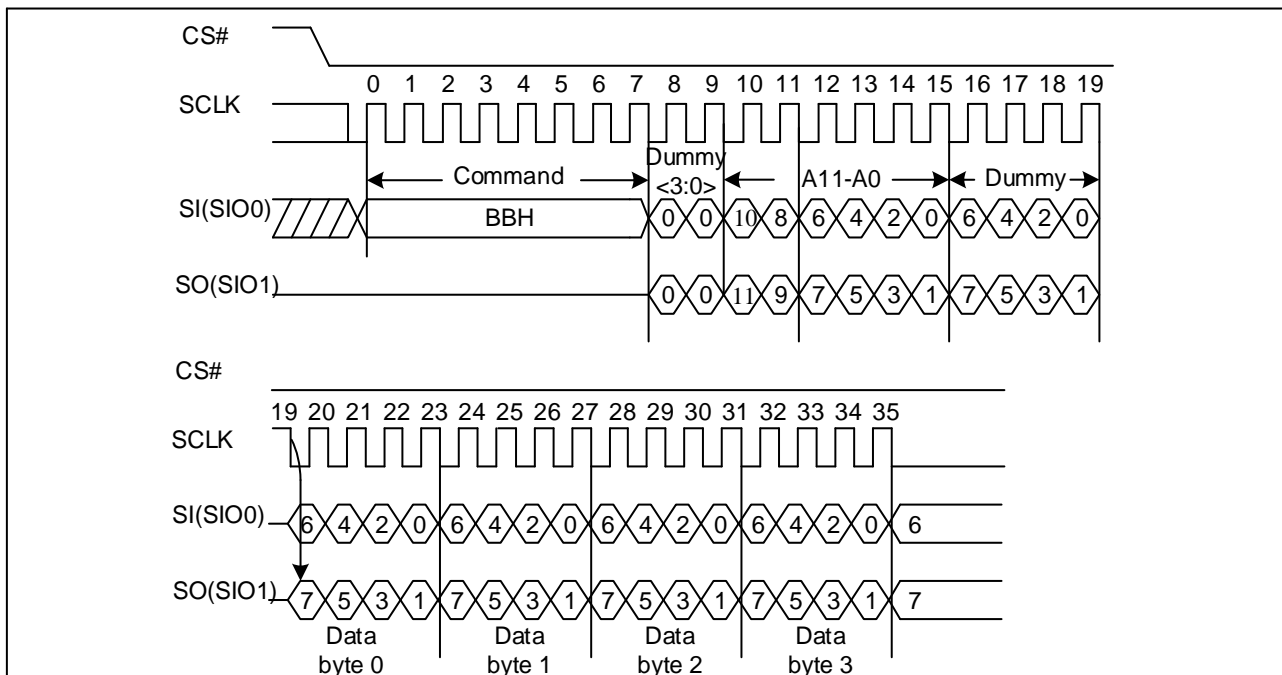 CS#
0 1 2 3 4 5 6 7 8 9 10 11 12 13 14 15 16 17 18 19
SCLK
Dummy
<3:0>
Command A11-A0 Dummy
SI(SIO0) BBH 0 0 10 8 6 4 2 0 6 4 2 0
SO(SIO1) 0 0 11 9 7 5 3 1 7 5 3 1
CS#
19 20 21 22 23 24 25 26 27 28 29 30 31 32 33 34 35
SCLK
SI(SIO0) 6 4 2 0 6 4 2 0 6 4 2 0 6 4 2 0 6
SO(SIO1) 7 5 3 1 7 5 3 1 7 5 3 1 7 5 3 1 7
Data Data Data Data
byte 0 byte 1 byte 2 byte 3